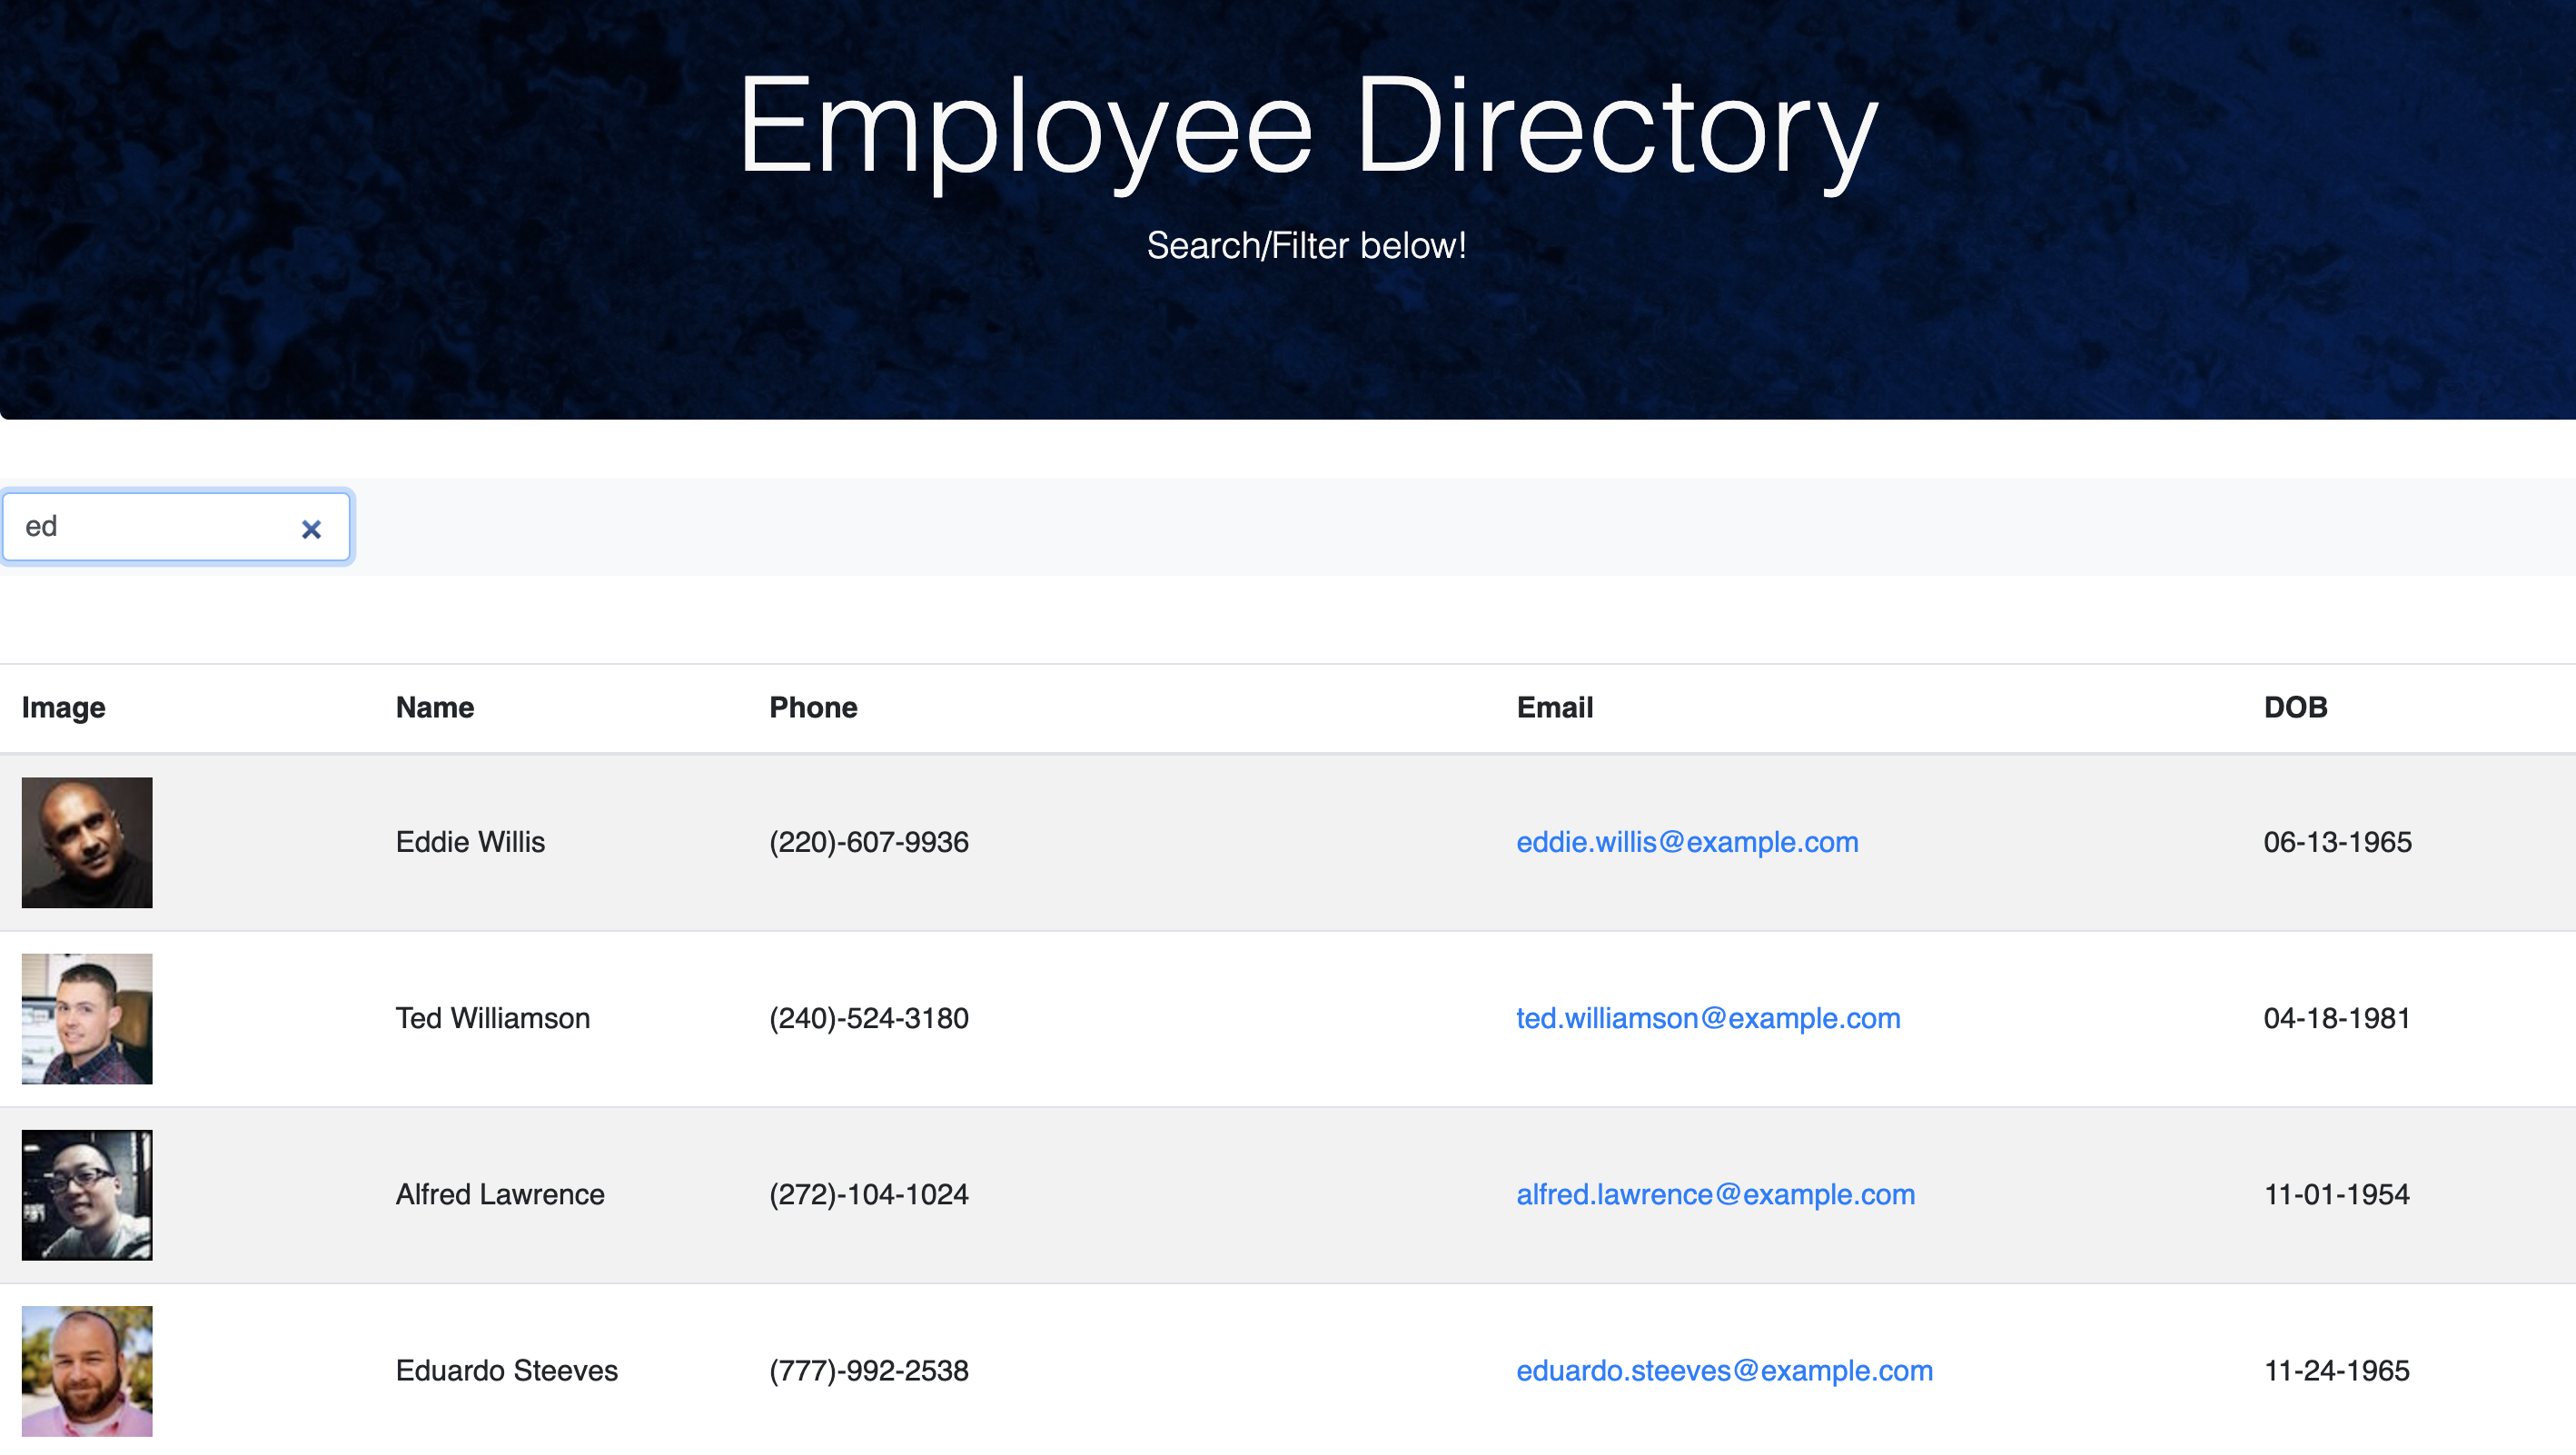 Employee Directory
Search/Filter below!
ed
Image Name Phone Email DOB
Eddie Willis (220)-607-9936 eddie.willis@example.com 06-13-1965
Ted Williamson (240)-524-3180 ted.williamson@example.com 04-18-1981
Alfred Lawrence (272)-104-1024 alfred.lawrence@example.com 11-01-1954
Eduardo Steeves (777)-992-2538 eduardo.steeves@example.com 11-24-1965